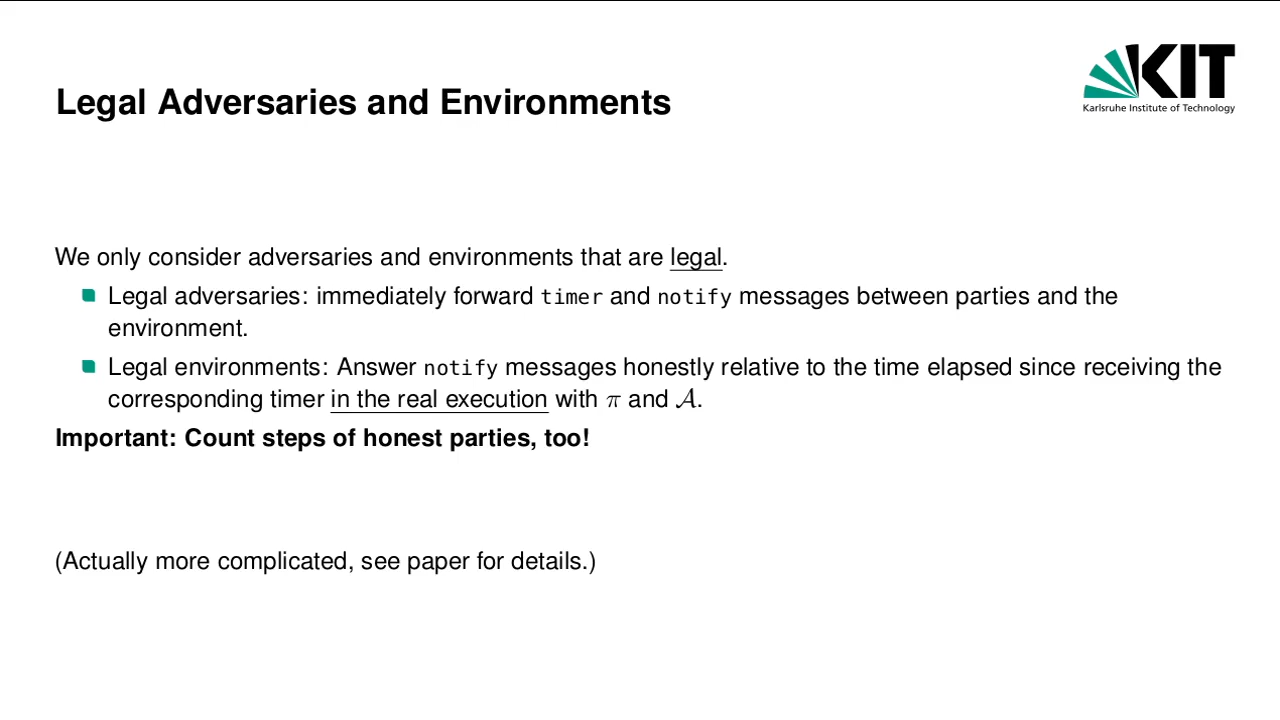 Legal Adversaries and Environments
KIT
Karlsruhe Institute of Technology
We only consider adversaries and environments that are legal.
Legal adversaries: immediately forward timer and notify messages between parties and the
environment.
Legal environments: Answer notify messages honestly relative to the time elapsed since receiving the
corresponding timer in the real execution with π and 𝒜.
Important: Count steps of honest parties, too!
(Actually more complicated, see paper for details.)